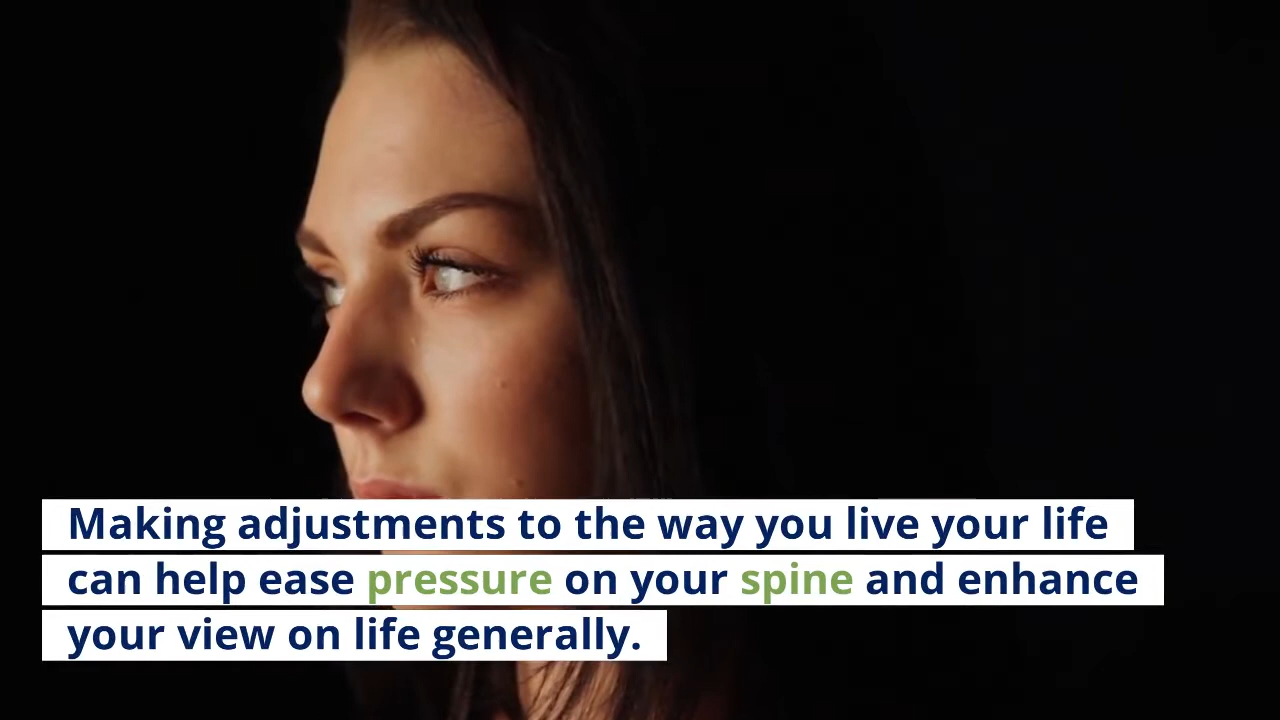 Making adjustments to the way you live your life
can help ease pressure on your spine and enhance
your view on life generally.